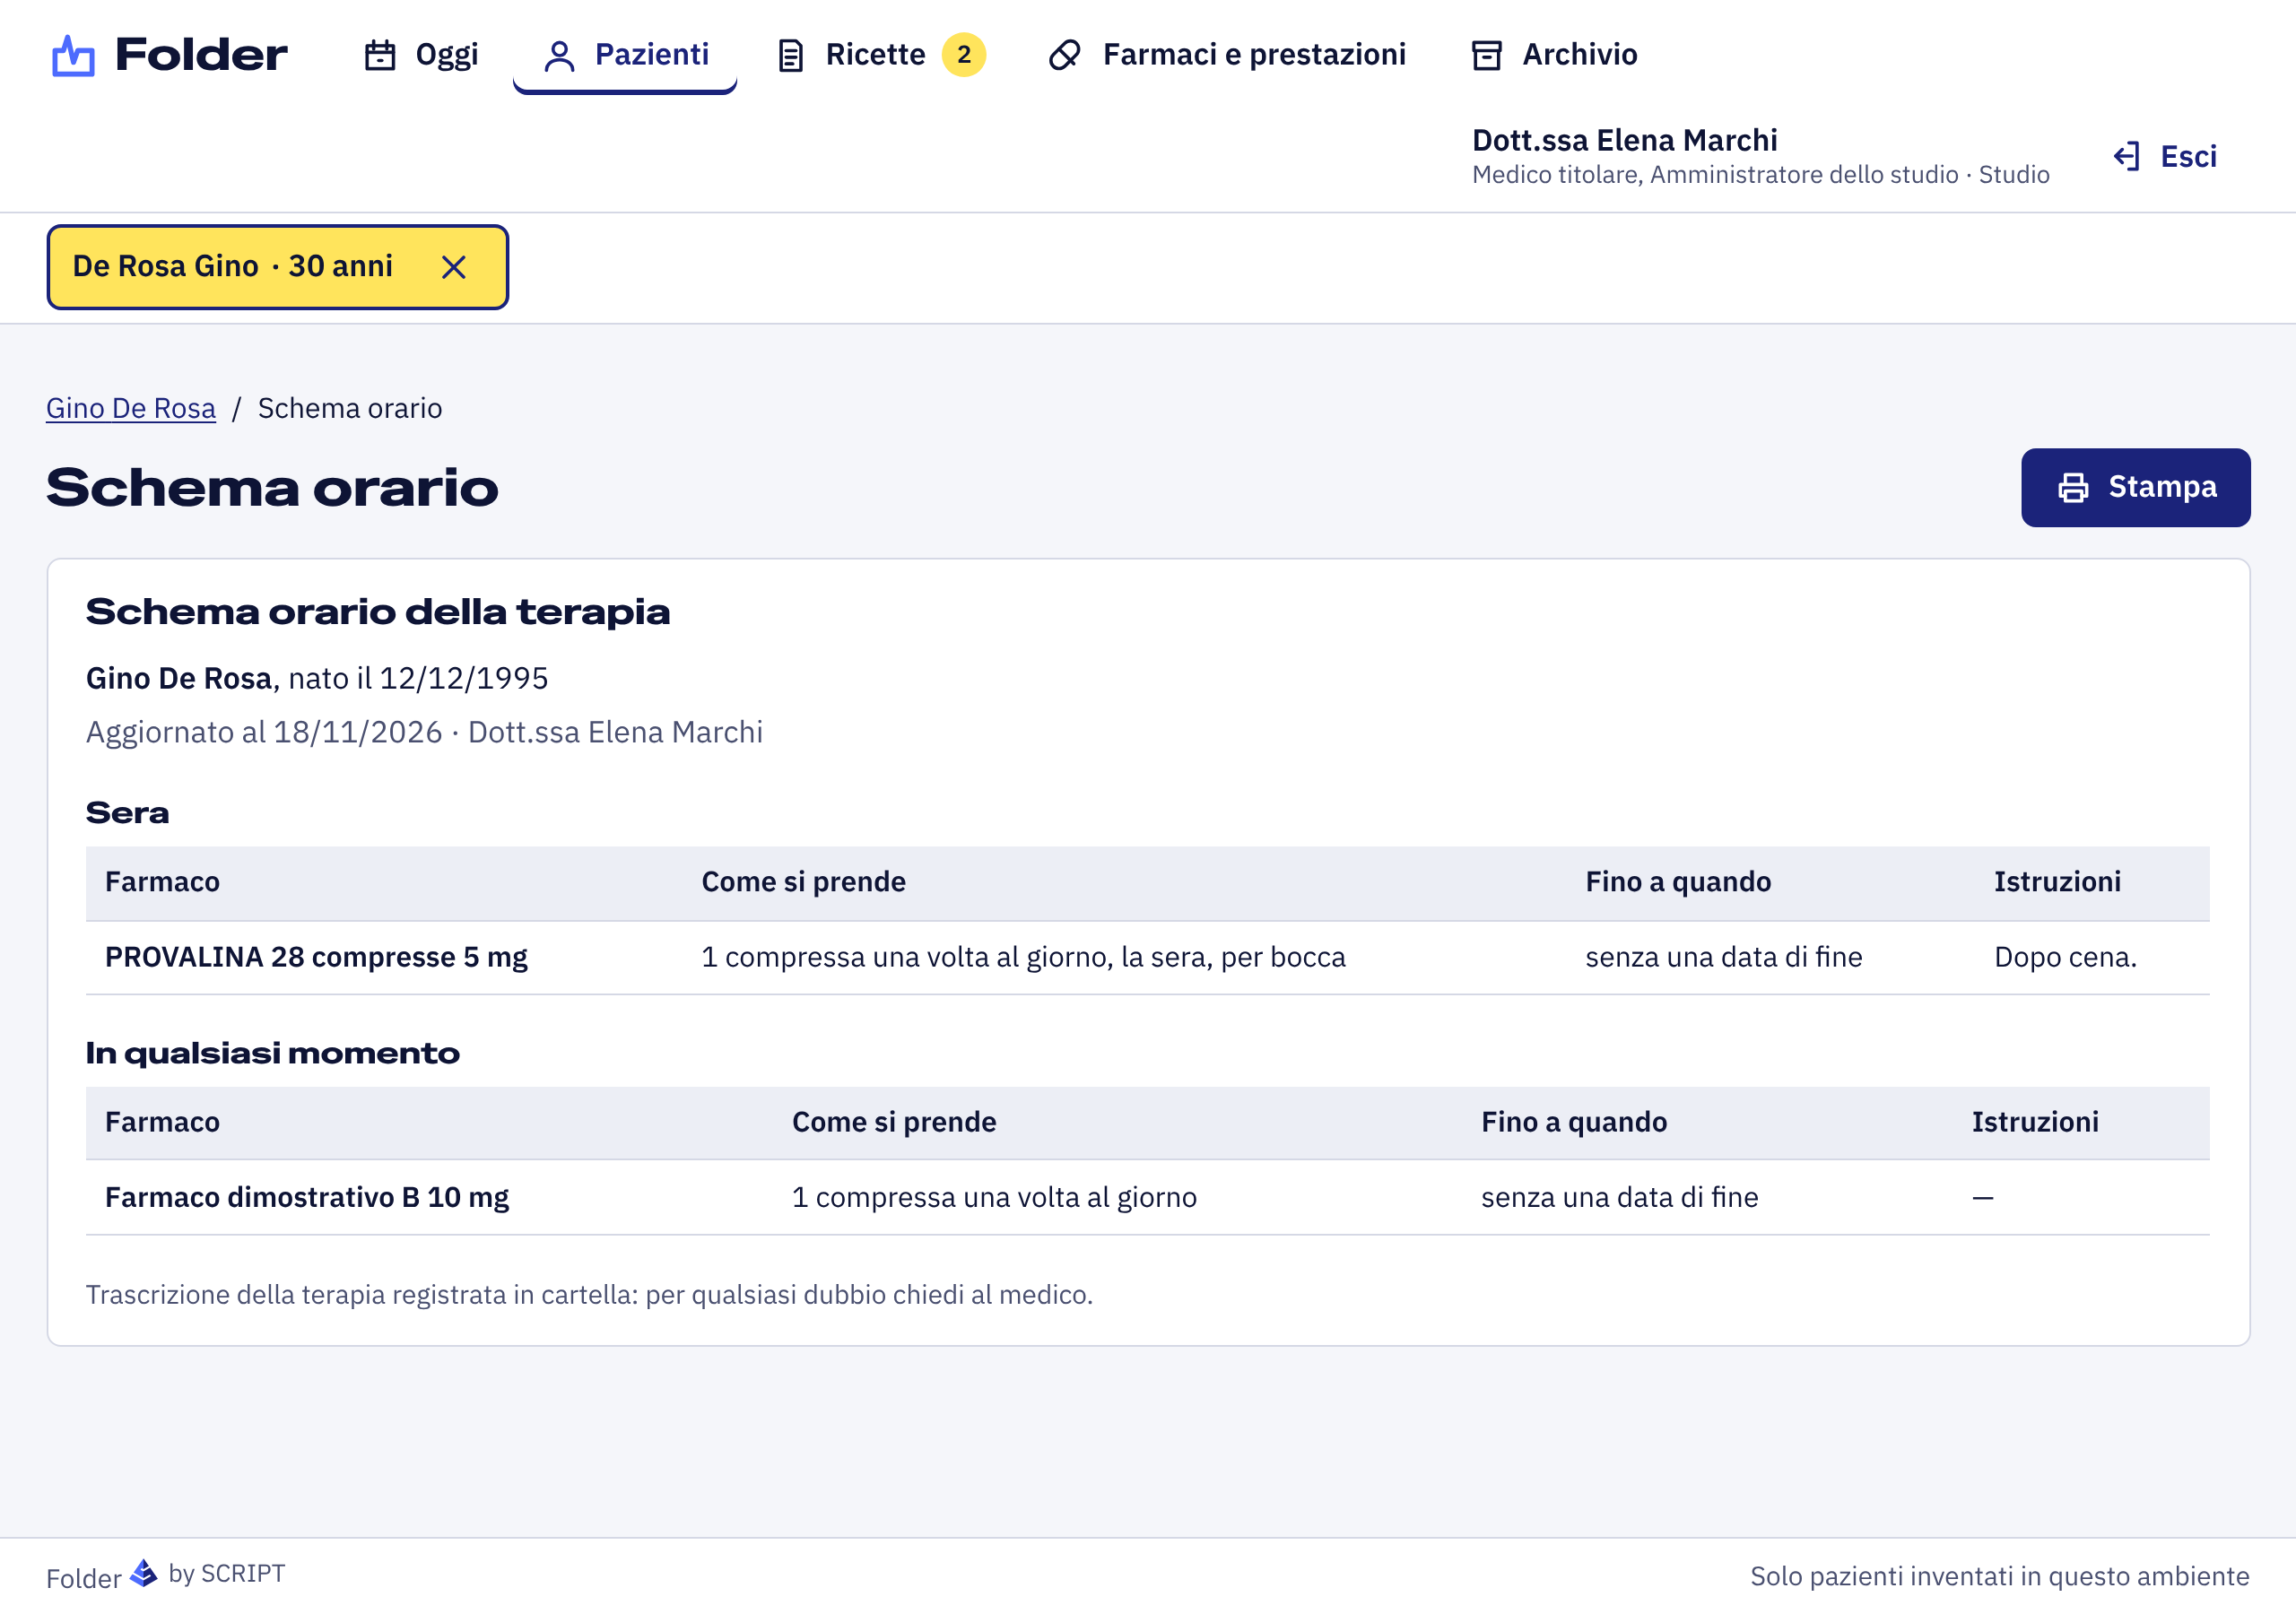 Folder
Oggi
Pazienti
Ricette 2
Farmaci e prestazioni
Archivio
Dott.ssa Elena Marchi
Medico titolare, Amministratore dello studio · Studio
Esci
De Rosa Gino · 30 anni
Gino De Rosa / Schema orario
Schema orario
Stampa
Schema orario della terapia
Gino De Rosa, nato il 12/12/1995
Aggiornato al 18/11/2026 · Dott.ssa Elena Marchi
Sera
Farmaco Come si prende Fino a quando Istruzioni
PROVALINA 28 compresse 5 mg 1 compressa una volta al giorno, la sera, per bocca senza una data di fine Dopo cena.
In qualsiasi momento
Farmaco Come si prende Fino a quando Istruzioni
Farmaco dimostrativo B 10 mg 1 compressa una volta al giorno senza una data di fine —
Trascrizione della terapia registrata in cartella: per qualsiasi dubbio chiedi al medico.
Folder by SCRIPT
Solo pazienti inventati in questo ambiente